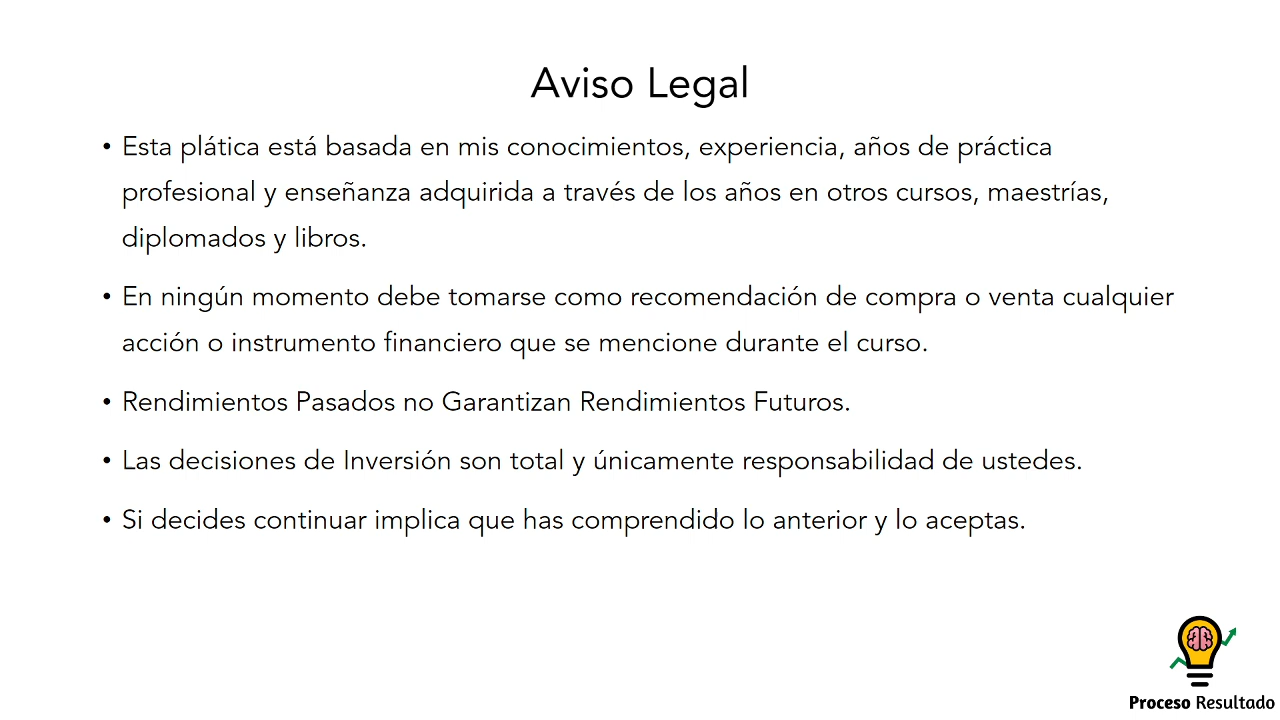 Aviso Legal
• Esta plática está basada en mis conocimientos, experiencia, años de práctica
profesional y enseñanza adquirida a través de los años en otros cursos, maestrías,
diplomados y libros.
• En ningún momento debe tomarse como recomendación de compra o venta cualquier
acción o instrumento financiero que se mencione durante el curso.
• Rendimientos Pasados no Garantizan Rendimientos Futuros.
• Las decisiones de Inversión son total y únicamente responsabilidad de ustedes.
• Si decides continuar implica que has comprendido lo anterior y lo aceptas.
Proceso Resultado